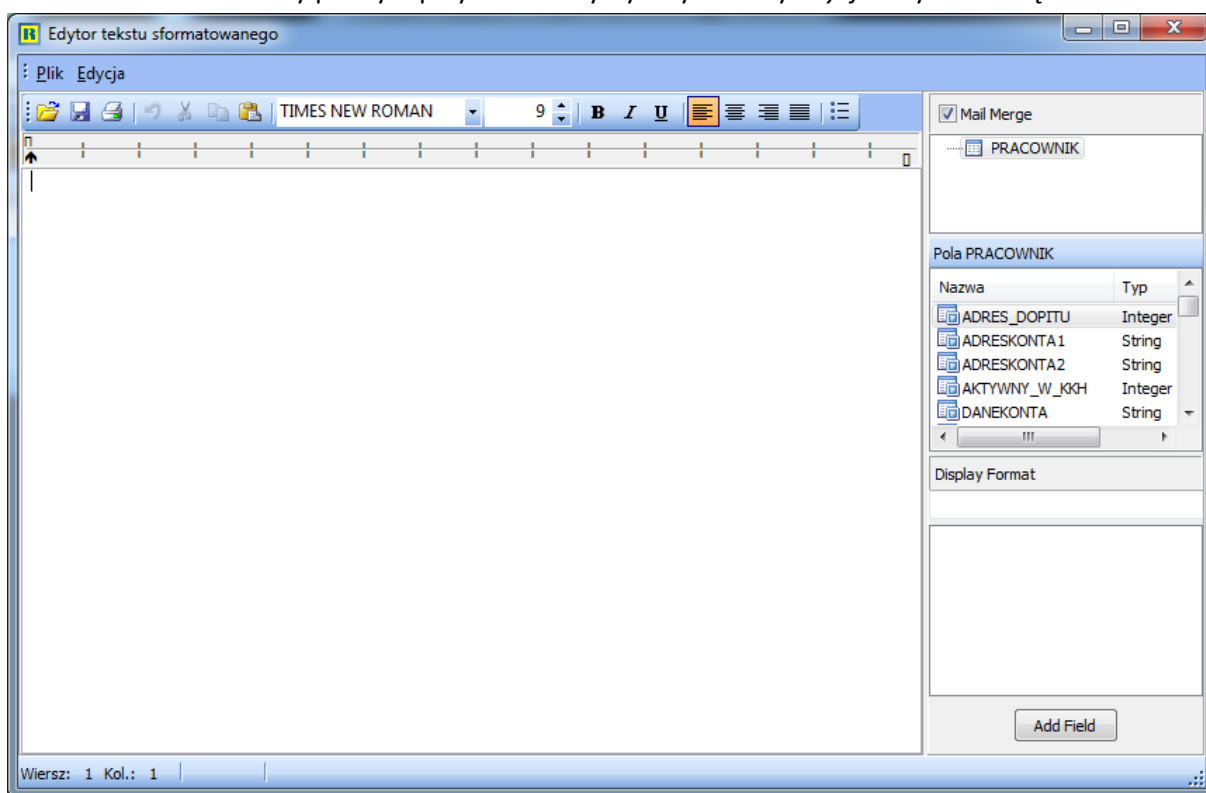 Edytor tekstu sformatowanego
Plik Edycja
TIMES NEW ROMAN 9 B I U
Mail Merge
PRACOWNIK
Pola PRACOWNIK
Nazwa Typ
ADRES_DOPITU Integer
ADRESKONTA1 String
ADRESKONTA2 String
AKTYWNY_W_KKH Integer
DANEKONTA String
Display Format
Add Field
Wiersz: 1 Kol.: 1